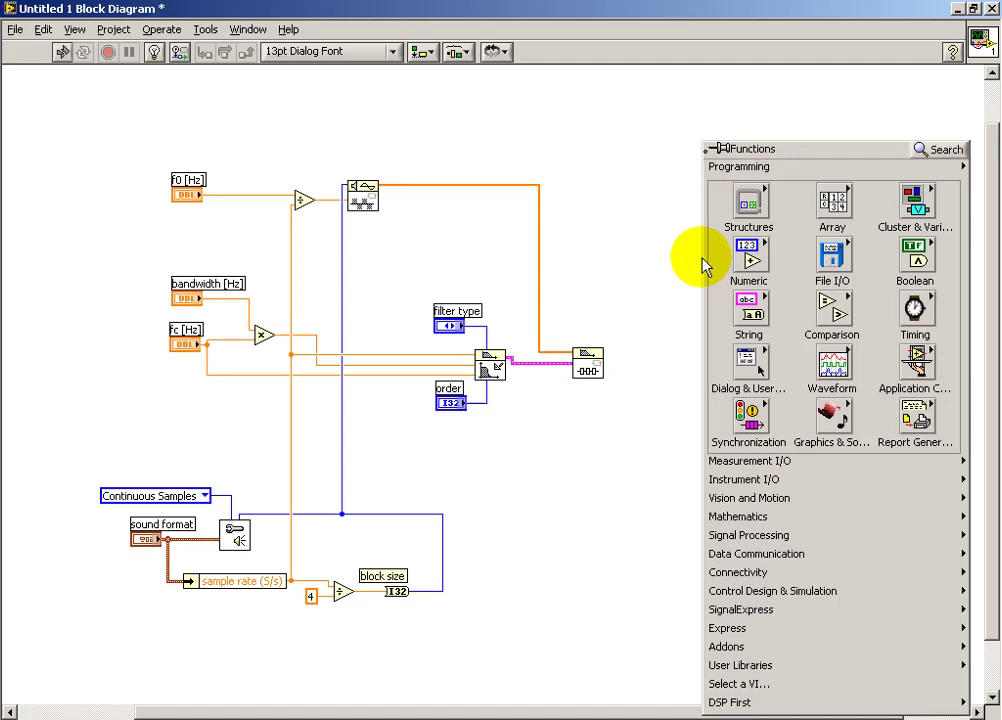 Untitled 1 Block Diagram *
File Edit View Project Operate Tools Window Help
13pt Dialog Font
?
1
Functions
Search
Programming
Structures
Array
Cluster & Vari...
Numeric
File I/O
Boolean
String
Comparison
Timing
Dialog & User...
Waveform
Application C...
Synchronization
Graphics & So...
Report Gener...
Measurement I/O
Instrument I/O
Vision and Motion
Mathematics
Signal Processing
Data Communication
Connectivity
Control Design & Simulation
SignalExpress
Express
Addons
User Libraries
Select a VI...
DSP First
f0 [Hz]
DBL
bandwidth [Hz]
DBL
fc [Hz]
DBL
filter type
order
I32
Continuous Samples
sound format
sample rate (S/s)
4
block size
I32